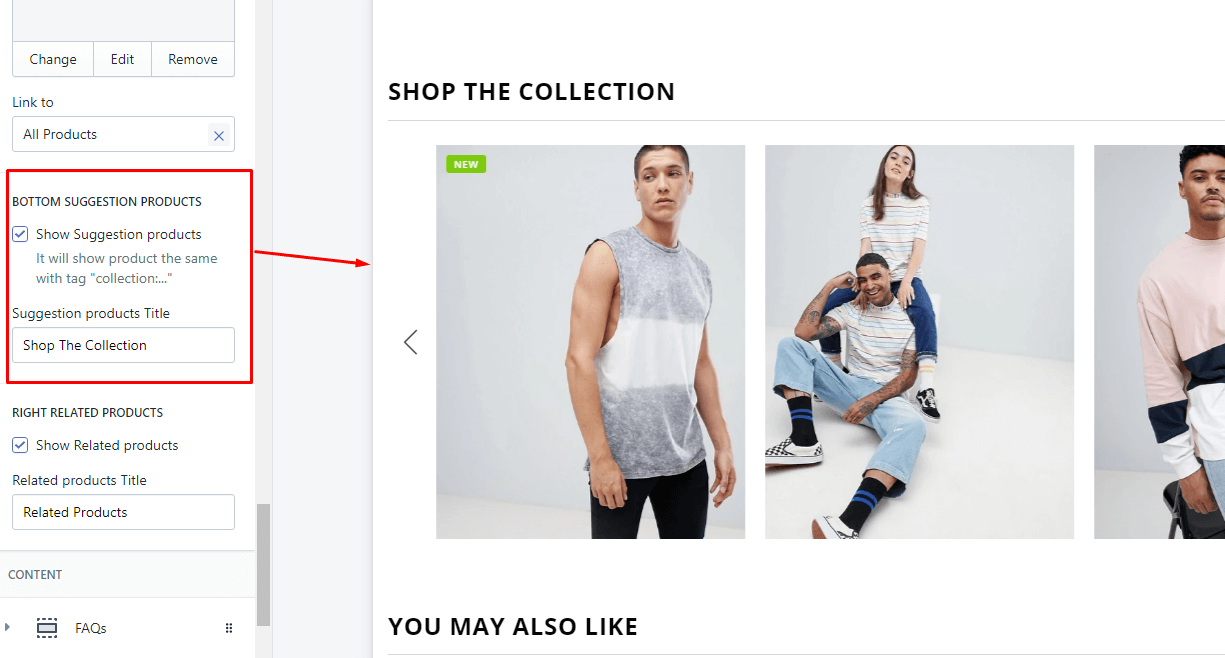 Change Edit Remove
Link to
All Products
BOTTOM SUGGESTION PRODUCTS
Show Suggestion products
It will show product the same
with tag "collection:..."
Suggestion products Title
Shop The Collection
RIGHT RELATED PRODUCTS
Show Related products
Related products Title
Related Products
CONTENT
FAQs
SHOP THE COLLECTION
NEW
YOU MAY ALSO LIKE